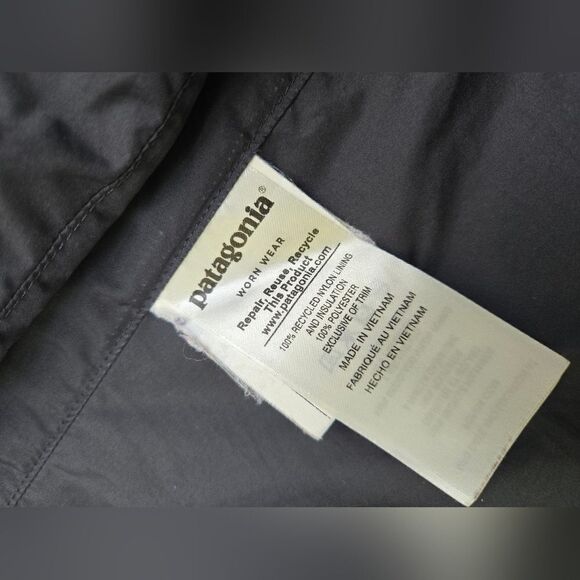 patagonia®
WORN WEAR
Repair, Reuse, Recycle
This Product
www.patagonia.com
100% RECYCLED NYLON LINING
AND INSULATION
100% POLYESTER
EXCLUSIVE OF TRIM
MADE IN VIETNAM
FABRIQUÉ AU VIETNAM
HECHO EN VIETNAM